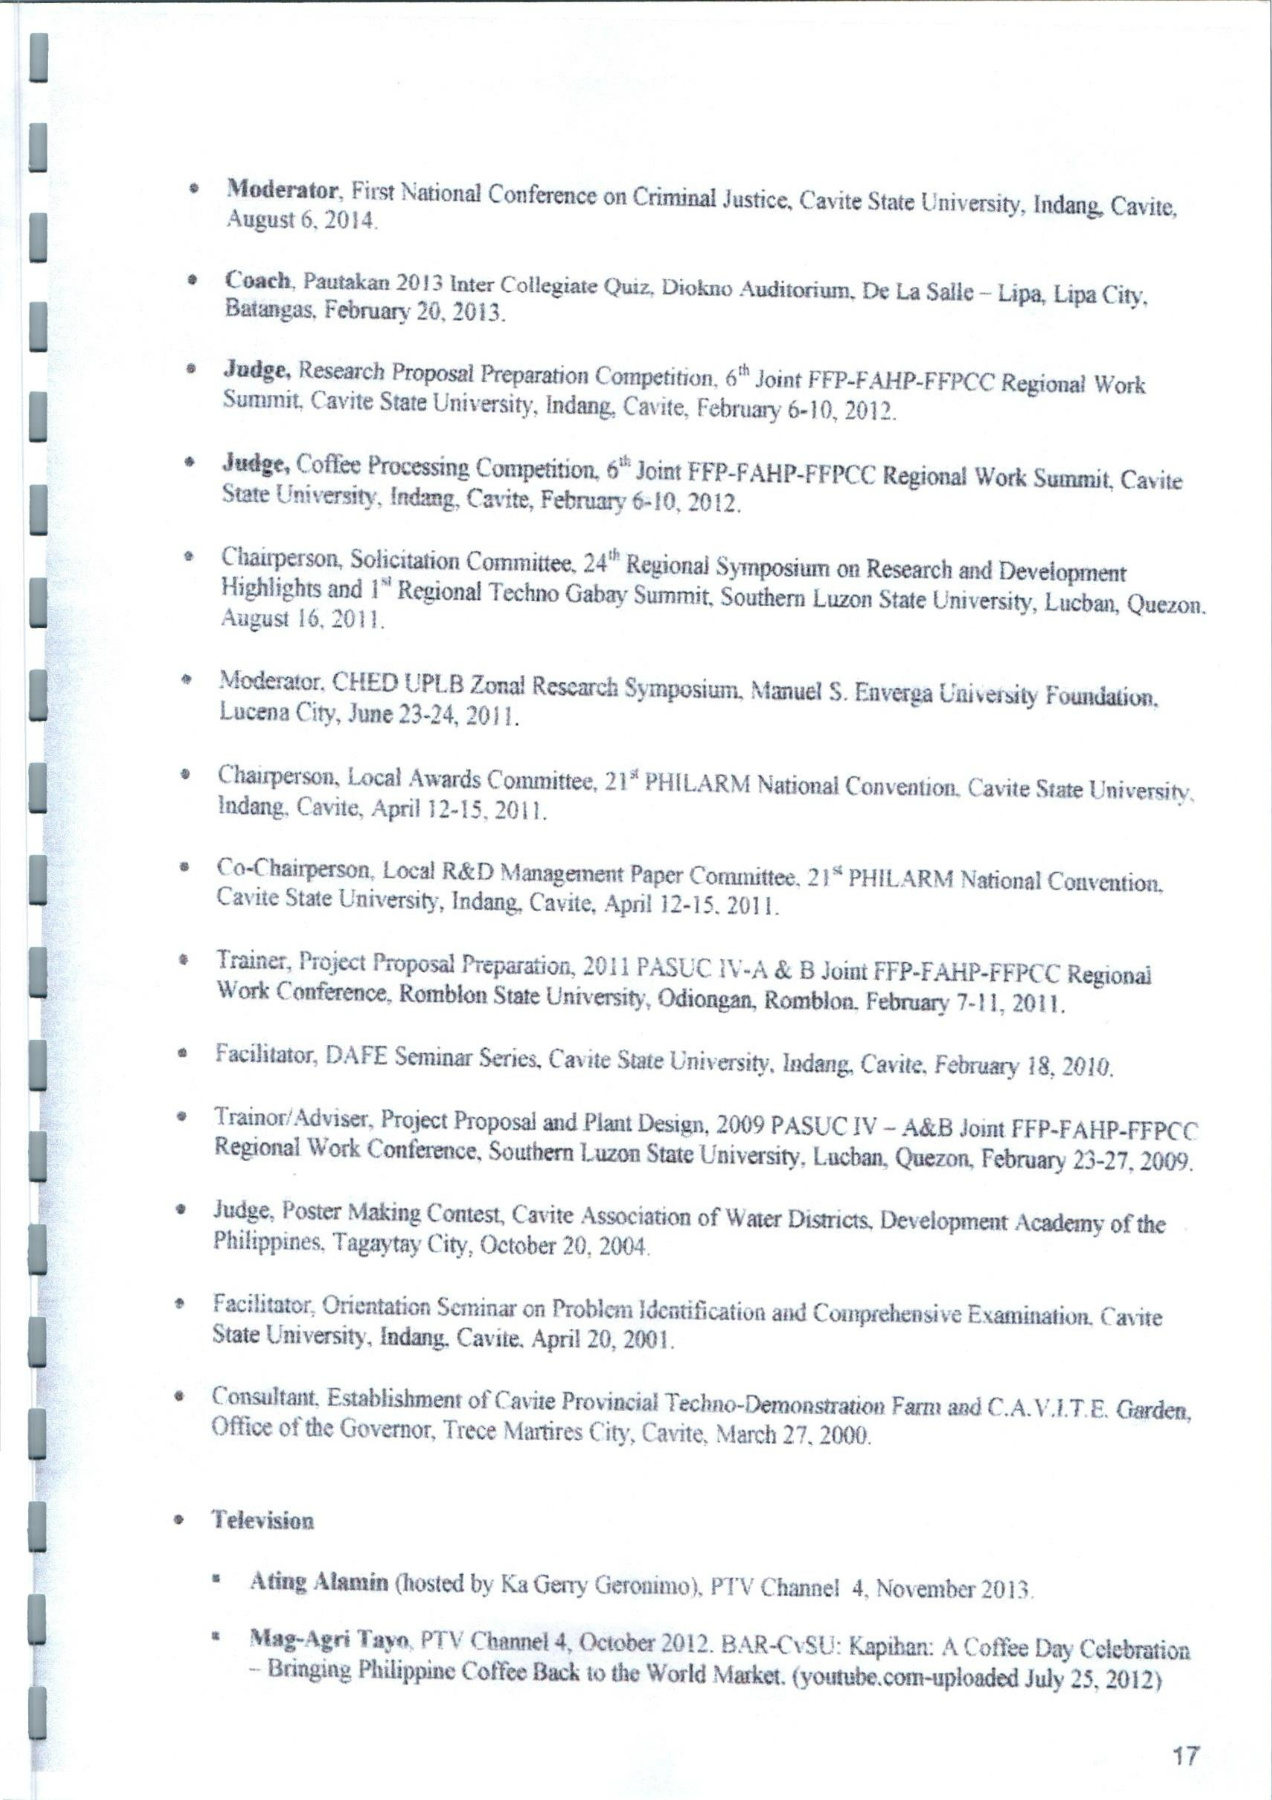 • Moderator, First National Conference on Criminal Justice, Cavite State University, Indang, Cavite,
August 6, 2014.
• Coach, Pautakan 2013 Inter Collegiate Quiz, Diokno Auditorium, De La Salle – Lipa, Lipa City,
Batangas, February 20, 2013.
• Judge, Research Proposal Preparation Competition, 6th Joint FFP-FAHP-FFPCC Regional Work
Summit, Cavite State University, Indang, Cavite, February 6-10, 2012.
• Judge, Coffee Processing Competition, 6th Joint FFP-FAHP-FFPCC Regional Work Summit, Cavite
State University, Indang, Cavite, February 6-10, 2012.
• Chairperson, Solicitation Committee, 24th Regional Symposium on Research and Development
Highlights and 1st Regional Techno Gabay Summit, Southern Luzon State University, Lucban, Quezon.
August 16, 2011.
• Moderator, CHED UPLB Zonal Research Symposium, Manuel S. Enverga University Foundation,
Lucena City, June 23-24, 2011.
• Chairperson, Local Awards Committee, 21st PHILARM National Convention, Cavite State University,
Indang, Cavite, April 12-15, 2011.
• Co-Chairperson, Local R&D Management Paper Committee, 21st PHILARM National Convention,
Cavite State University, Indang, Cavite, April 12-15, 2011.
• Trainer, Project Proposal Preparation, 2011 PASUC IV-A & B Joint FFP-FAHP-FFPCC Regional
Work Conference, Romblon State University, Odiongan, Romblon, February 7-11, 2011.
• Facilitator, DAFE Seminar Series, Cavite State University, Indang, Cavite, February 18, 2010.
• Trainor/Adviser, Project Proposal and Plant Design, 2009 PASUC IV – A&B Joint FFP-FAHP-FFPCC
Regional Work Conference, Southern Luzon State University, Lucban, Quezon, February 23-27, 2009.
• Judge, Poster Making Contest, Cavite Association of Water Districts, Development Academy of the
Philippines, Tagaytay City, October 20, 2004.
• Facilitator, Orientation Seminar on Problem Identification and Comprehensive Examination, Cavite
State University, Indang, Cavite, April 20, 2001.
• Consultant, Establishment of Cavite Provincial Techno-Demonstration Farm and C.A.V.I.T.E. Garden,
Office of the Governor, Trece Martires City, Cavite, March 27, 2000.
• Television
▪ Ating Alamin (hosted by Ka Gerry Geronimo), PTV Channel 4, November 2013.
▪ Mag-Agri Tayo, PTV Channel 4, October 2012. BAR-CvSU: Kapihan: A Coffee Day Celebration
– Bringing Philippine Coffee Back to the World Market. (youtube.com-uploaded July 25, 2012)
17